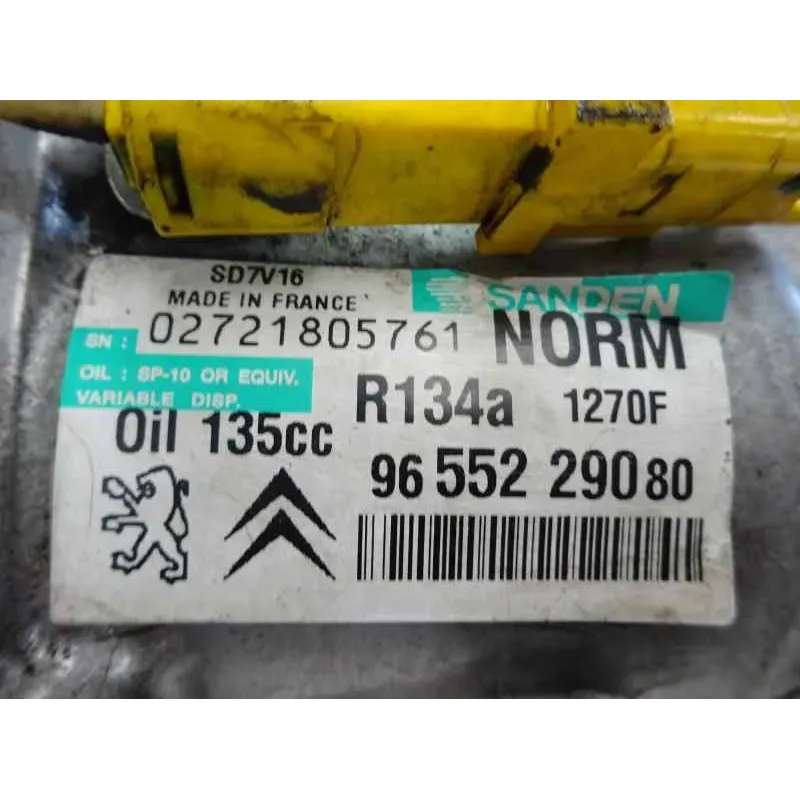 SD7V16
MADE IN FRANCE
SANDEN
SN : 02721805761
NORM
OIL : SP-10 OR EQUIV.
VARIABLE DISP.
R134a 1270F
Oil 135cc
96 552 290 80